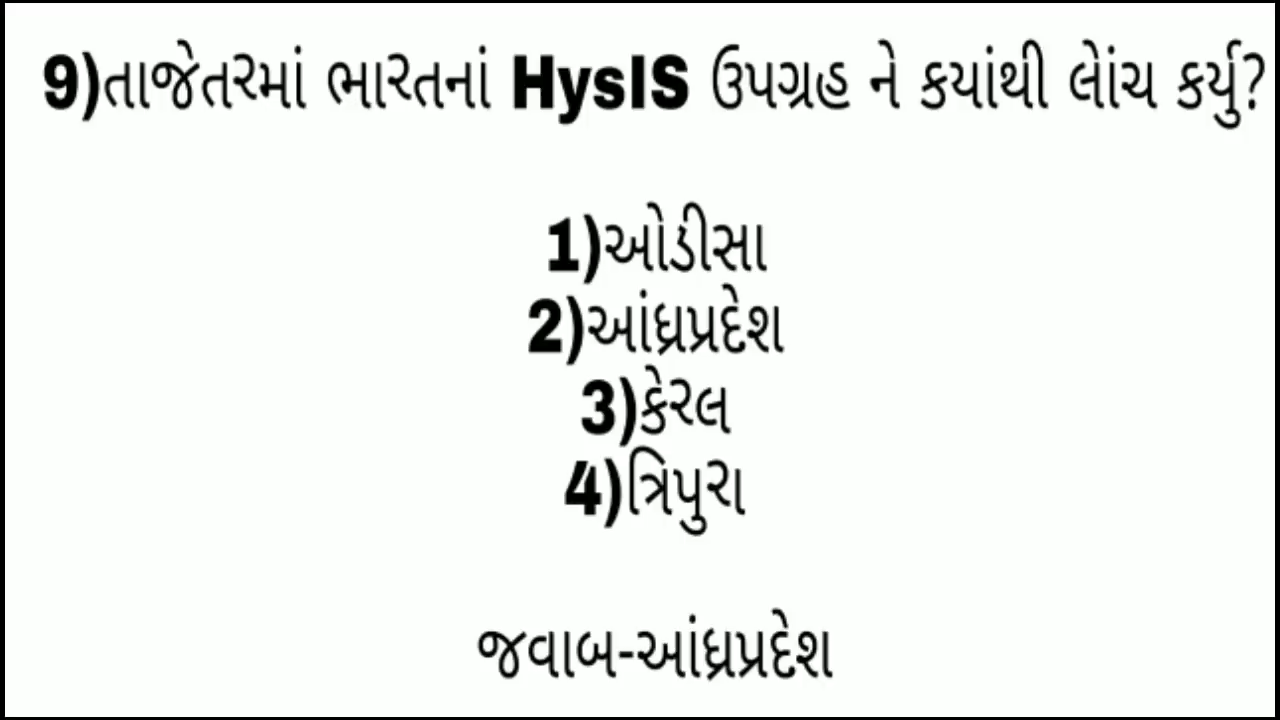 9)તાજેતરમાં ભારતનાં HysIS ઉપગ્રહ ને કયાંથી લોંચ કર્યુ?
1)ઓડીસા
2)આંધ્રપ્રદેશ
3)કેરલ
4)ત્રિપુરા
જવાબ-આંધ્રપ્રદેશ